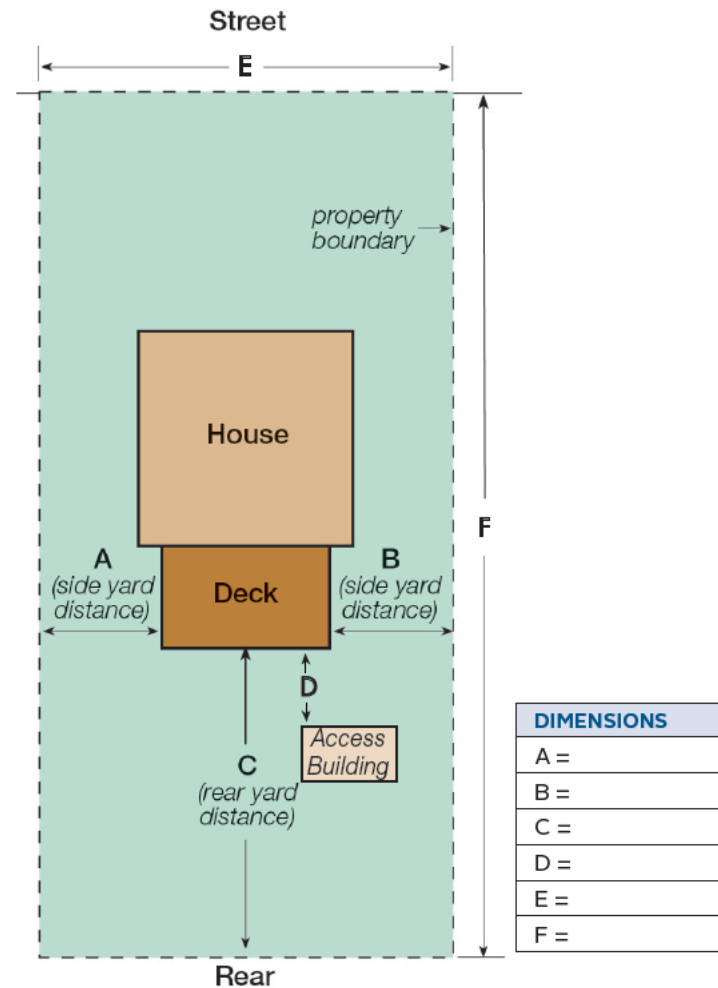 Street
E
property
boundary
House
F
A
(side yard
distance)
Deck
B
(side yard
distance)
D
Access
Building
C
(rear yard
distance)
Rear
DIMENSIONS
A =
B =
C =
D =
E =
F =